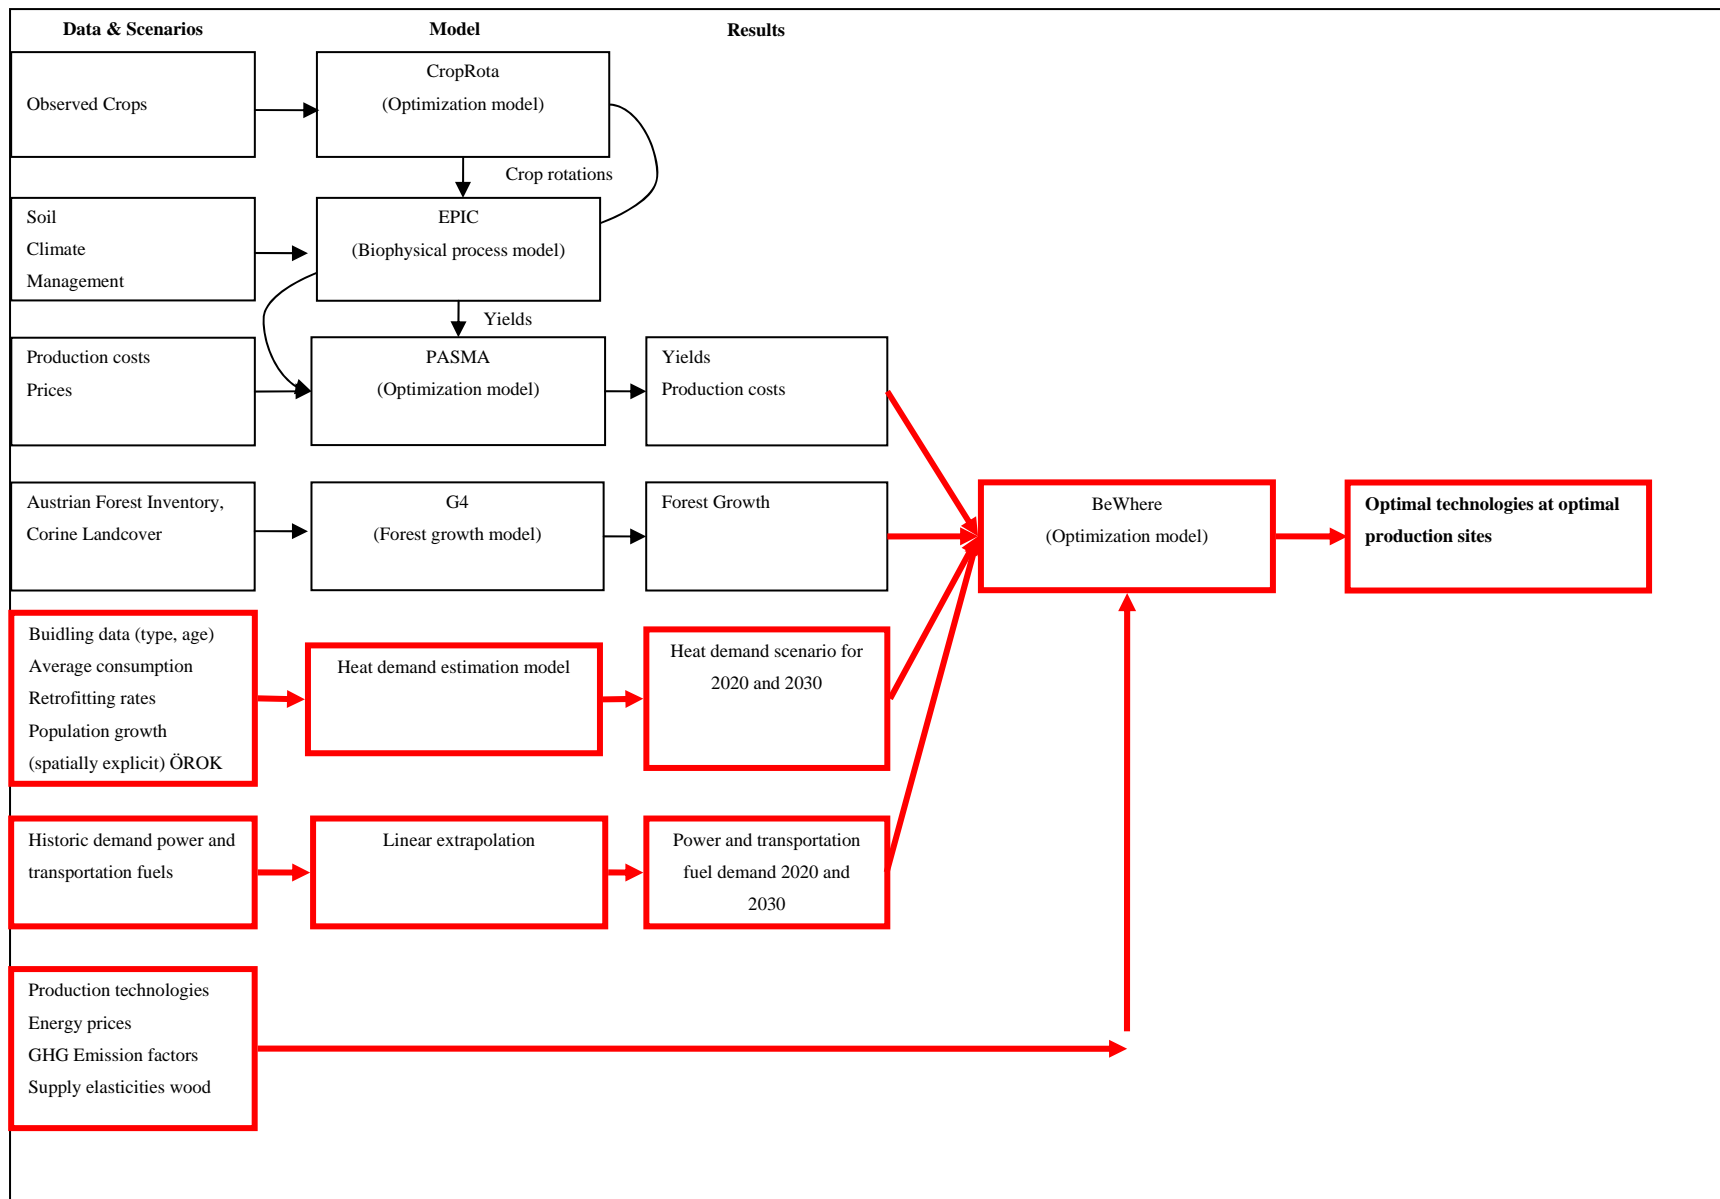 Data & Scenarios
Model
Results
Observed Crops
CropRota
(Optimization model)
Crop rotations
Soil
Climate
Management
EPIC
(Biophysical process model)
Yields
Production costs
Prices
PASMA
(Optimization model)
Yields
Production costs
Austrian Forest Inventory,
Corine Landcover
G4
(Forest growth model)
Forest Growth
BeWhere
(Optimization model)
Optimal technologies at optimal
production sites
Buidling data (type, age)
Average consumption
Retrofitting rates
Population growth
(spatially explicit) ÖROK
Heat demand estimation model
Heat demand scenario for
2020 and 2030
Historic demand power and
transportation fuels
Linear extrapolation
Power and transportation
fuel demand 2020 and
2030
Production technologies
Energy prices
GHG Emission factors
Supply elasticities wood